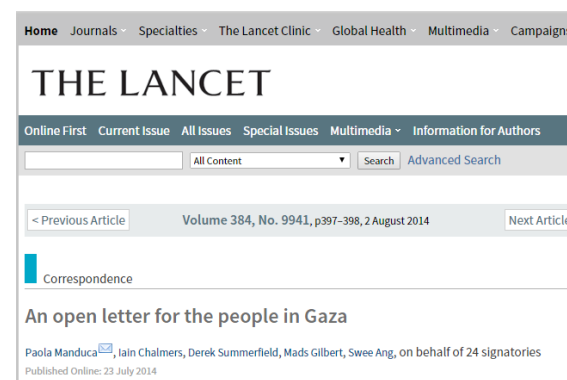 Home Journals Specialties The Lancet Clinic Global Health Multimedia Campaigns
THE LANCET
Online First Current Issue All Issues Special Issues Multimedia Information for Authors
All Content Search Advanced Search
< Previous Article Volume 384, No. 9941, p397–398, 2 August 2014 Next Article
Correspondence
An open letter for the people in Gaza
Paola Manduca, Iain Chalmers, Derek Summerfield, Mads Gilbert, Swee Ang, on behalf of 24 signatories
Published Online: 23 July 2014